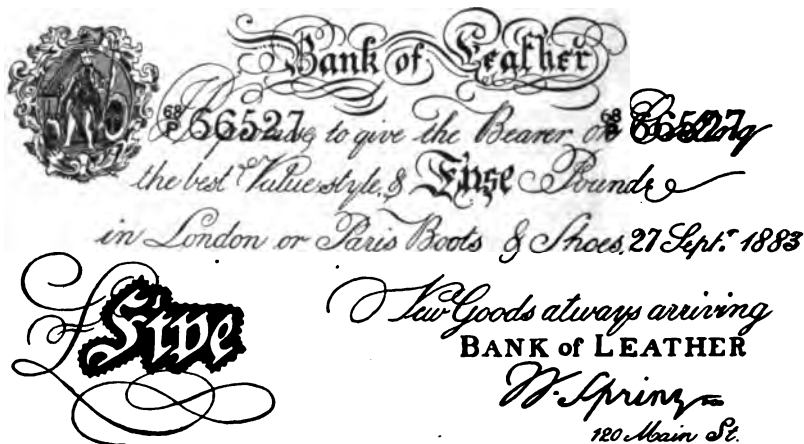 Bank of Leather
68/P 66527 68/P 66527
Promise to give the Bearer on
the best Value style, & Pounds
in London or Paris Boots & Shoes. 27 Sept. 1883
Five
New Goods always arriving
BANK of LEATHER
W. Spring
120 Main St.